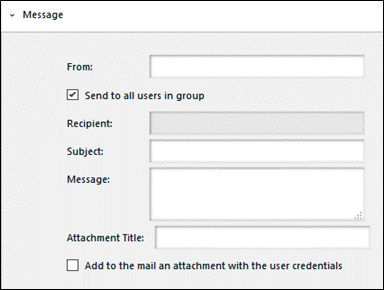 Message
From:
Send to all users in group
Recipient:
Subject:
Message:
Attachment Title:
Add to the mail an attachment with the user credentials